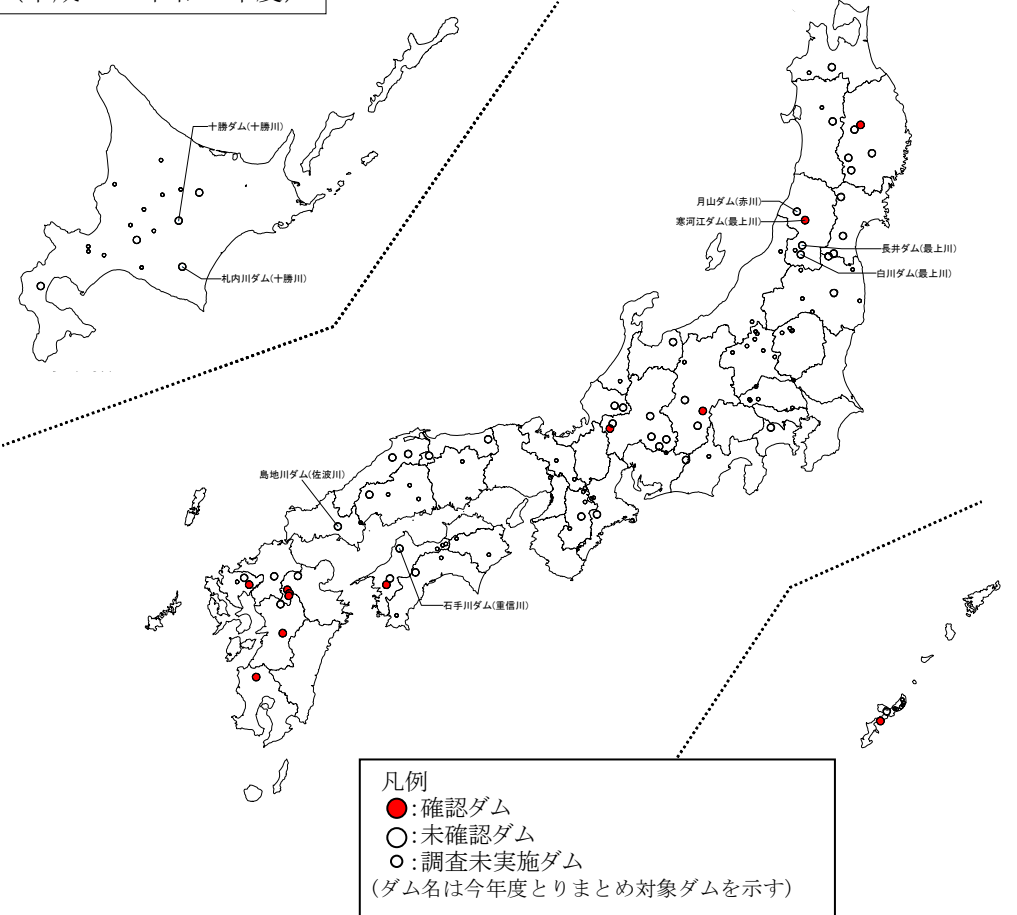 十勝ダム(十勝川)
札内川ダム(十勝川)
月山ダム(赤川)
寒河江ダム(最上川)
長井ダム(最上川)
白川ダム(最上川)
島地川ダム(佐波川)
石手川ダム(重信川)
凡例
:確認ダム
:未確認ダム
:調査未実施ダム
(ダム名は今年度とりまとめ対象ダムを示す)